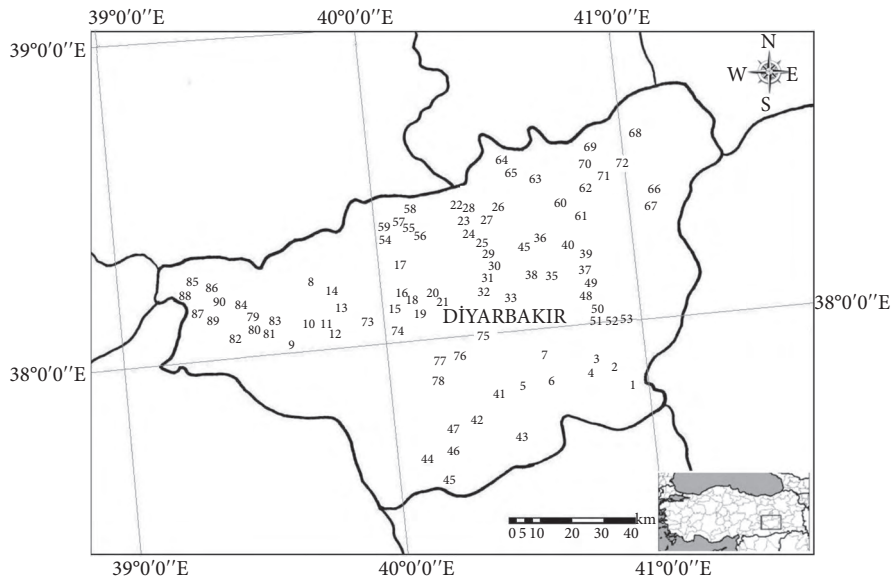 39°0'0''E 40°0'0''E 41°0'0''E
39°0'0''E
N
W E
S
68
69
64 70 72
65 63 71
62 66
60 67
58 22 28 26 61
59 57 55 23 27
54 56 24 36
25 45 40
29 39
17 30 37
85 86 8 31 38 35 49
88 90 14 16 18 20 32 33 48
84 13 15 21 50
38°0'0''E
87 89 79 83 10 11 73 19 DİYARBAKIR 51 52 53
82 80 81 12 74 75
9
38°0'0''E
77 76 7 3
78 4 2
41 5 6 1
47 42
43
44 46
45
0 5 10 20 30 40 km
39°0'0''E 40°0'0''E 41°0'0''E